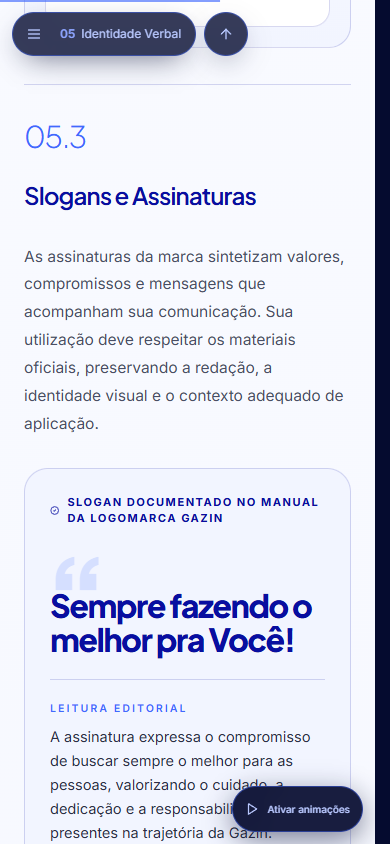 05 Identidade Verbal
05.3
Slogans e Assinaturas
As assinaturas da marca sintetizam valores,
compromissos e mensagens que
acompanham sua comunicação. Sua
utilização deve respeitar os materiais
oficiais, preservando a redação, a
identidade visual e o contexto adequado de
aplicação.
SLOGAN DOCUMENTADO NO MANUAL
DA LOGOMARCA GAZIN
“
Sempre fazendo o
melhor pra Você!
LEITURA EDITORIAL
A assinatura expressa o compromisso
de buscar sempre o melhor para as
pessoas, valorizando o cuidado, a
dedicação e a
presentes na trajetória da Gazin.
Ativar animações